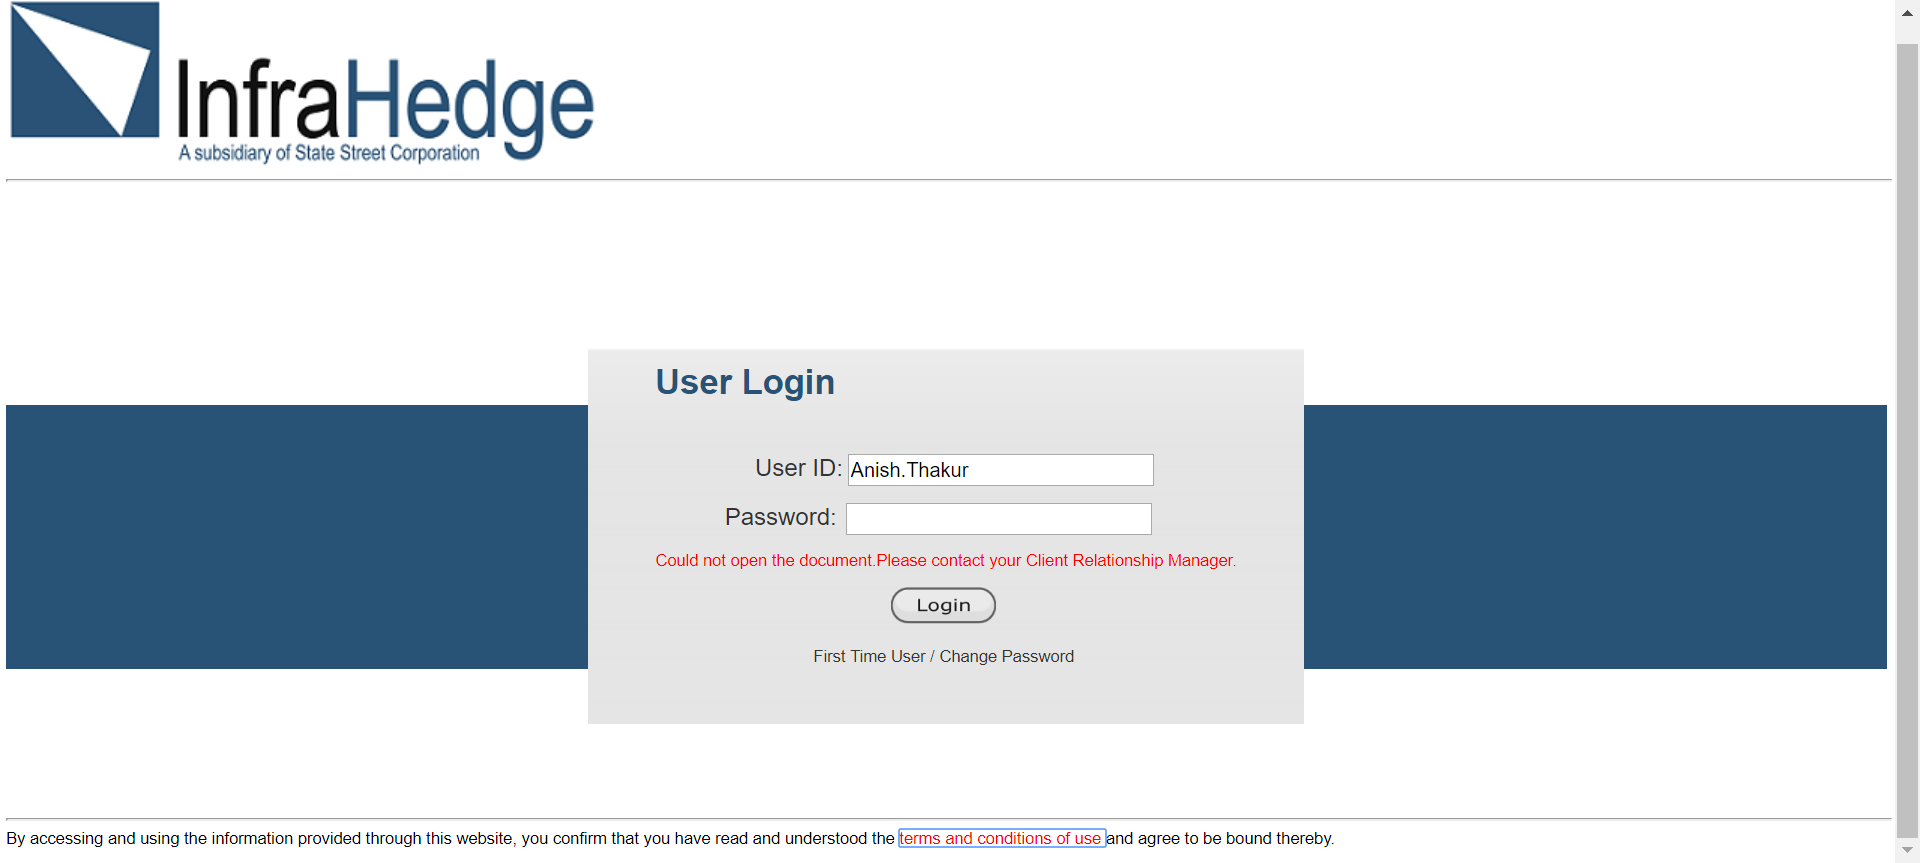 InfraHedge
A subsidiary of State Street Corporation
User Login
User ID: Anish.Thakur
Password:
Could not open the document.Please contact your Client Relationship Manager.
Login
First Time User / Change Password
By accessing and using the information provided through this website, you confirm that you have read and understood the terms and conditions of use and agree to be bound thereby.